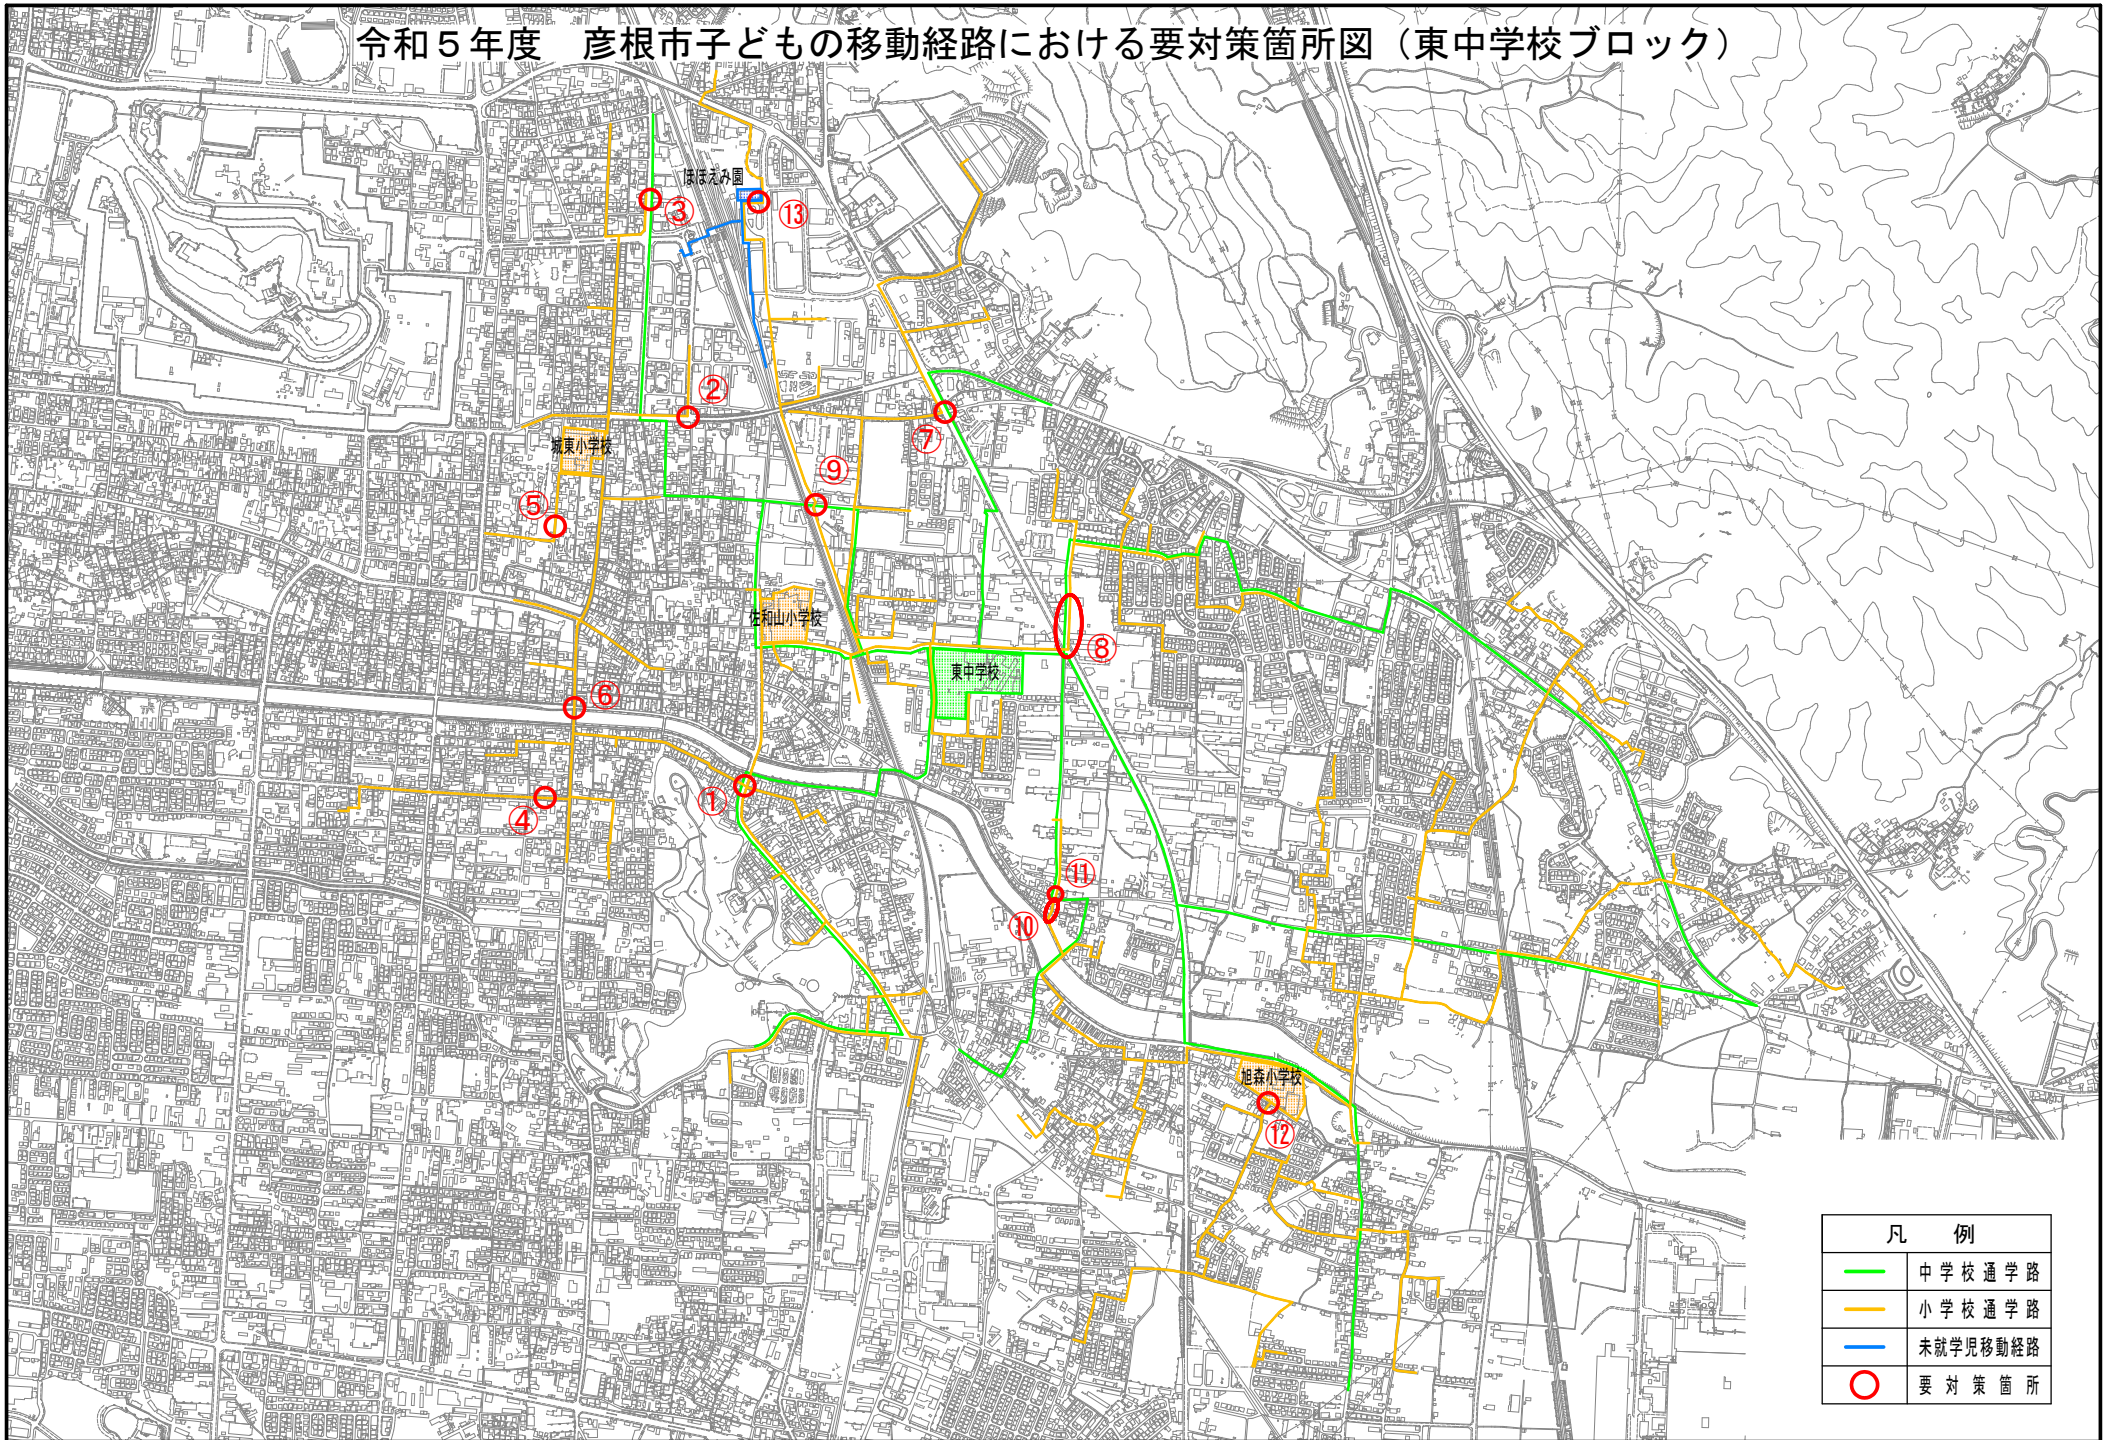 令和５年度　彦根市子どもの移動経路における要対策箇所図（東中学校ブロック）
ほほえみ園
③
⑬
②
⑦
城東小学校
⑨
⑤
佐和山小学校
⑧
東中学校
⑥
①
④
⑪
⑩
旭森小学校
⑫
凡　例
中学校通学路
小学校通学路
未就学児移動経路
要対策箇所